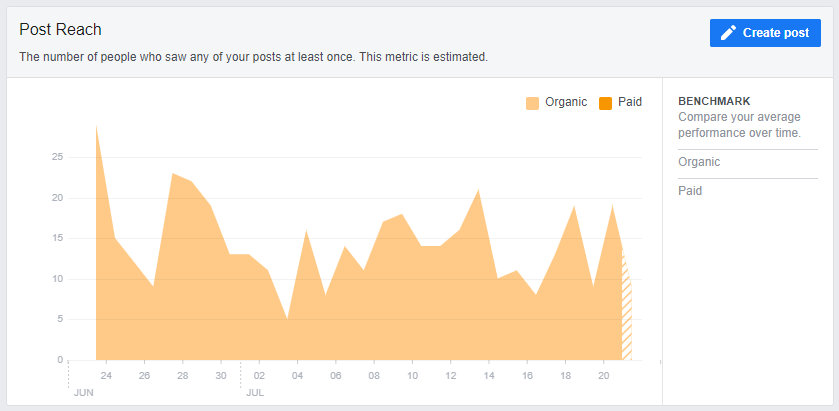 Post Reach
Create post
The number of people who saw any of your posts at least once. This metric is estimated.
Organic Paid
BENCHMARK
Compare your average
performance over time.
Organic
Paid
25
20
15
10
5
0
24 26 28 30 02 04 06 08 10 12 14 16 18 20
JUN JUL